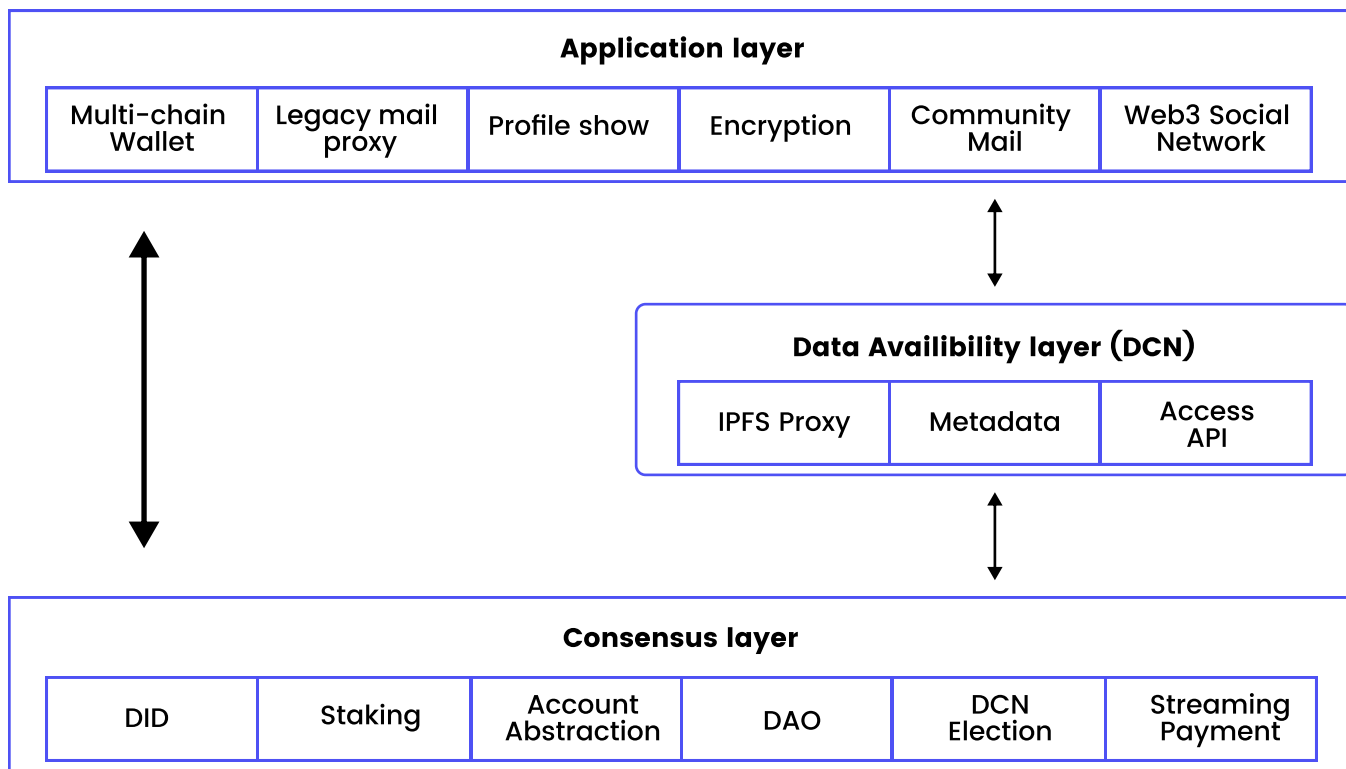 Application layer
Multi-chain
Wallet
Legacy mail
proxy
Profile show
Encryption
Community
Mail
Web3 Social
Network
Data Availibility layer (DCN)
IPFS Proxy
Metadata
Access
API
Consensus layer
DID
Staking
Account
Abstraction
DAO
DCN
Election
Streaming
Payment